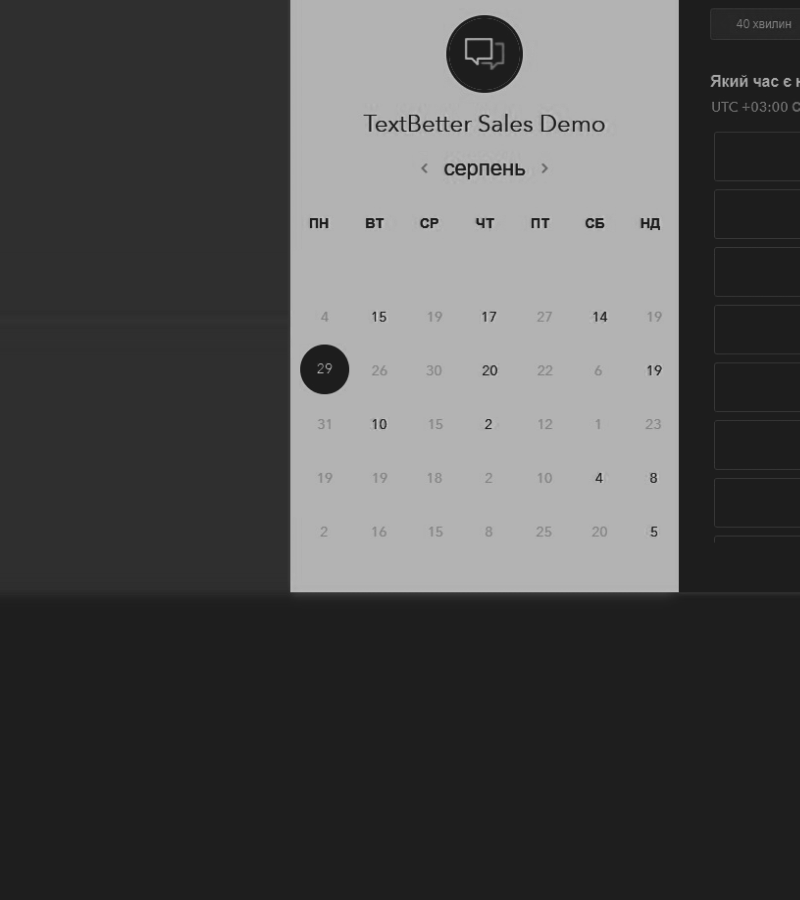 TextBetter Sales Demo
серпень
ПН ВТ СР ЧТ ПТ СБ НД
4 15 19 17 27 14 19
29 26 30 20 22 6 19
31 10 15 2 12 1 23
19 19 18 2 10 4 8
2 16 15 8 25 20 5
40 хвилин
Який час є
UTC +03:00